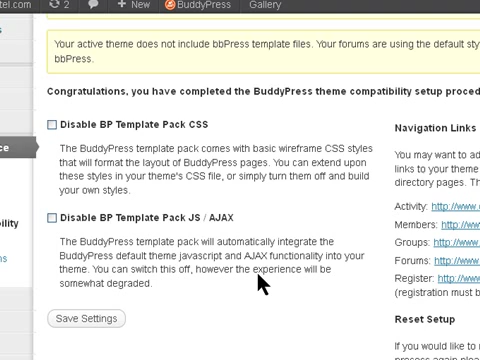 tel.com 2 + New BuddyPress Gallery
Your active theme does not include bbPress template files. Your forums are using the default
bbPress.
Congratulations, you have completed the BuddyPress theme compatibility setup
Disable BP Template Pack CSS
The BuddyPress template pack comes with basic wireframe CSS styles
that will format the layout of BuddyPress pages. You can extend upon
these styles in your theme's CSS file, or simply turn them off and build
your own styles.
Disable BP Template Pack JS / AJAX
The BuddyPress template pack will automatically integrate the
BuddyPress default theme javascript and AJAX functionality into your
theme. You can switch this off, however the experience will be
somewhat degraded.
Save Settings
Navigation Links
You may want to ad
links to your theme
directory pages. Th
Activity: http://www.
Members: http://ww
Groups: http://www.
Forums: http://www.
Register: http://ww
(registration must b
Reset Setup
If you would like to r